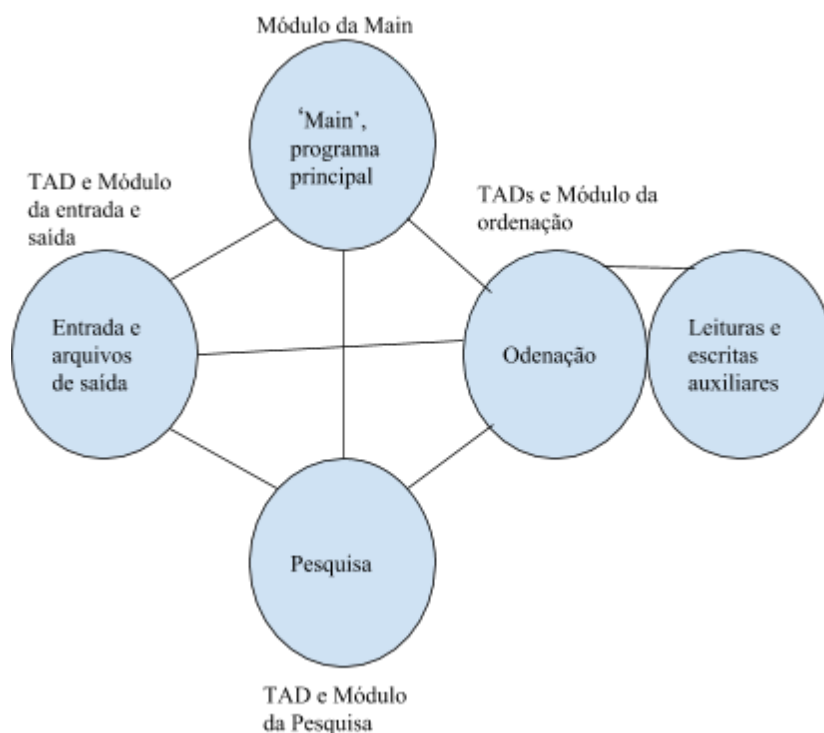 Módulo da Main
‘Main’,
programa
principal
TAD e Módulo
da entrada e
saída
TADs e Módulo da
ordenação
Entrada e
arquivos
de saída
Odenação
Leituras e
escritas
auxiliares
Pesquisa
TAD e Módulo
da Pesquisa